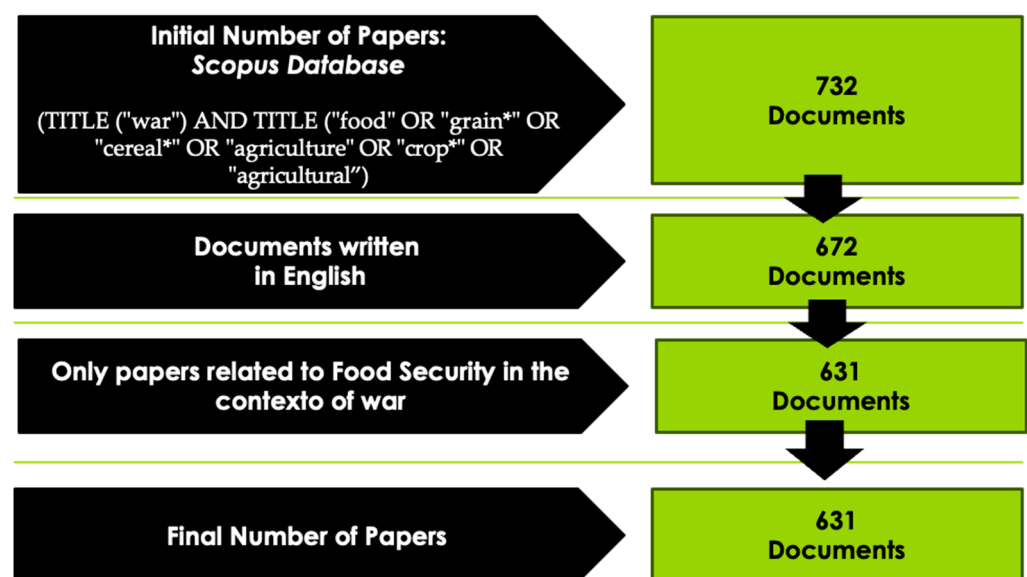 Initial Number of Papers:
Scopus Database
(TITLE ("war") AND TITLE ("food" OR "grain*" OR
"cereal*" OR "agriculture" OR "crop*" OR
"agricultural”)
732
Documents
Documents written
in English
672
Documents
Only papers related to Food Security in the
contexto of war
631
Documents
Final Number of Papers
631
Documents